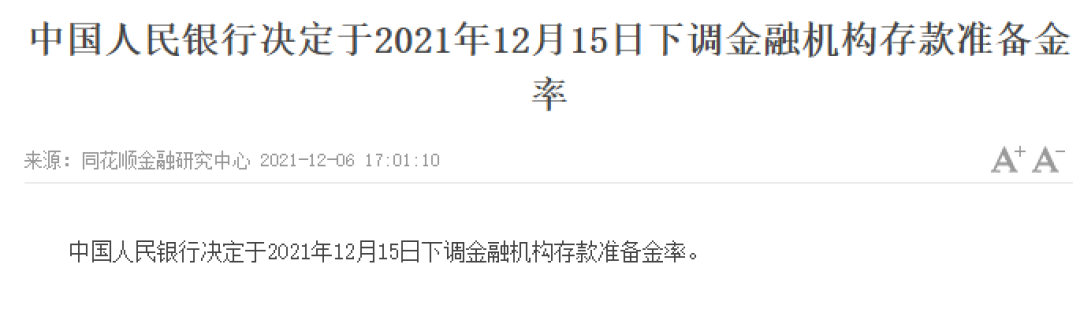 中国人民银行决定于2021年12月15日下调金融机构存款准备金
率
来源：同花顺金融研究中心 2021-12-06 17:01:10
A+ A-
中国人民银行决定于2021年12月15日下调金融机构存款准备金率。